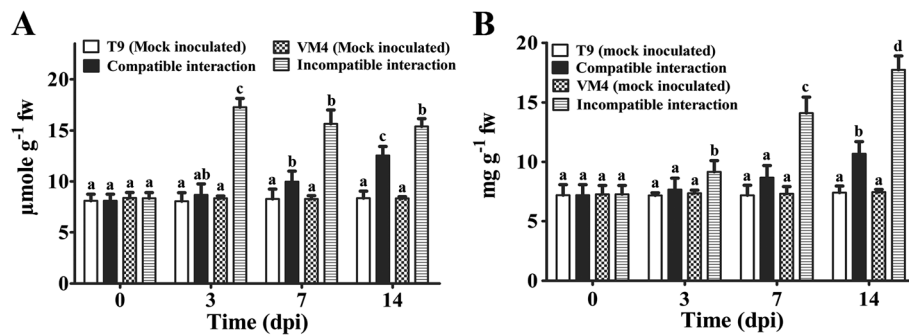 A
T9 (Mock inoculated)
VM4 (Mock inoculated)
Compatible interaction
Incompatible interaction
20
15
10
5
0
µmole g-1 fw
a a a a
a ab a c
a b a b
a c a b
0 3 7 14
Time (dpi)
B
T9 (mock inoculated)
Compatible interaction
VM4 (mock inoculated)
Incompatible interaction
20
15
10
5
0
mg g-1 fw
a a a a
a a a b
a a a c
a b a d
0 3 7 14
Time (dpi)